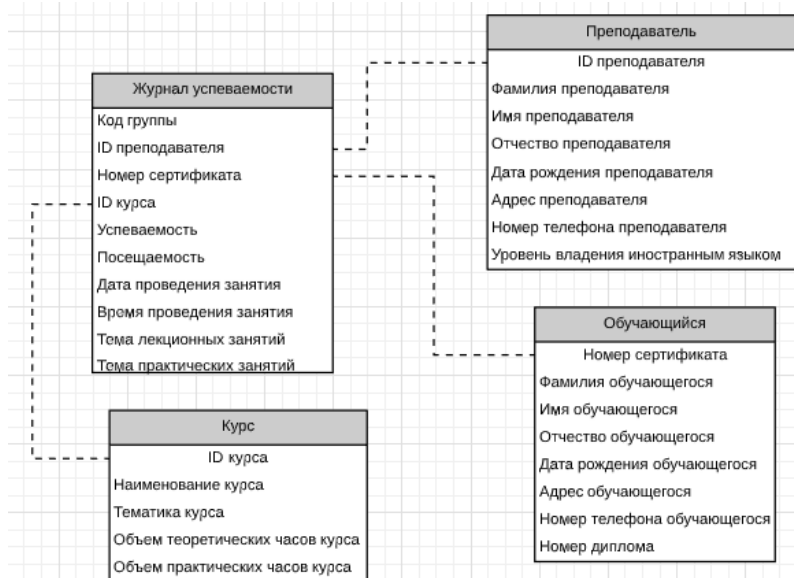 Журнал успеваемости
Код группы
ID преподавателя
Номер сертификата
ID курса
Успеваемость
Посещаемость
Дата проведения занятия
Время проведения занятия
Тема лекционных занятий
Тема практических занятий
Преподаватель
ID преподавателя
Фамилия преподавателя
Имя преподавателя
Отчество преподавателя
Дата рождения преподавателя
Адрес преподавателя
Номер телефона преподавателя
Уровень владения иностранным языком
Курс
ID курса
Наименование курса
Тематика курса
Объем теоретических часов курса
Объем практических часов курса
Обучающийся
Номер сертификата
Фамилия обучающегося
Имя обучающегося
Отчество обучающегося
Дата рождения обучающегося
Адрес обучающегося
Номер телефона обучающегося
Номер диплома